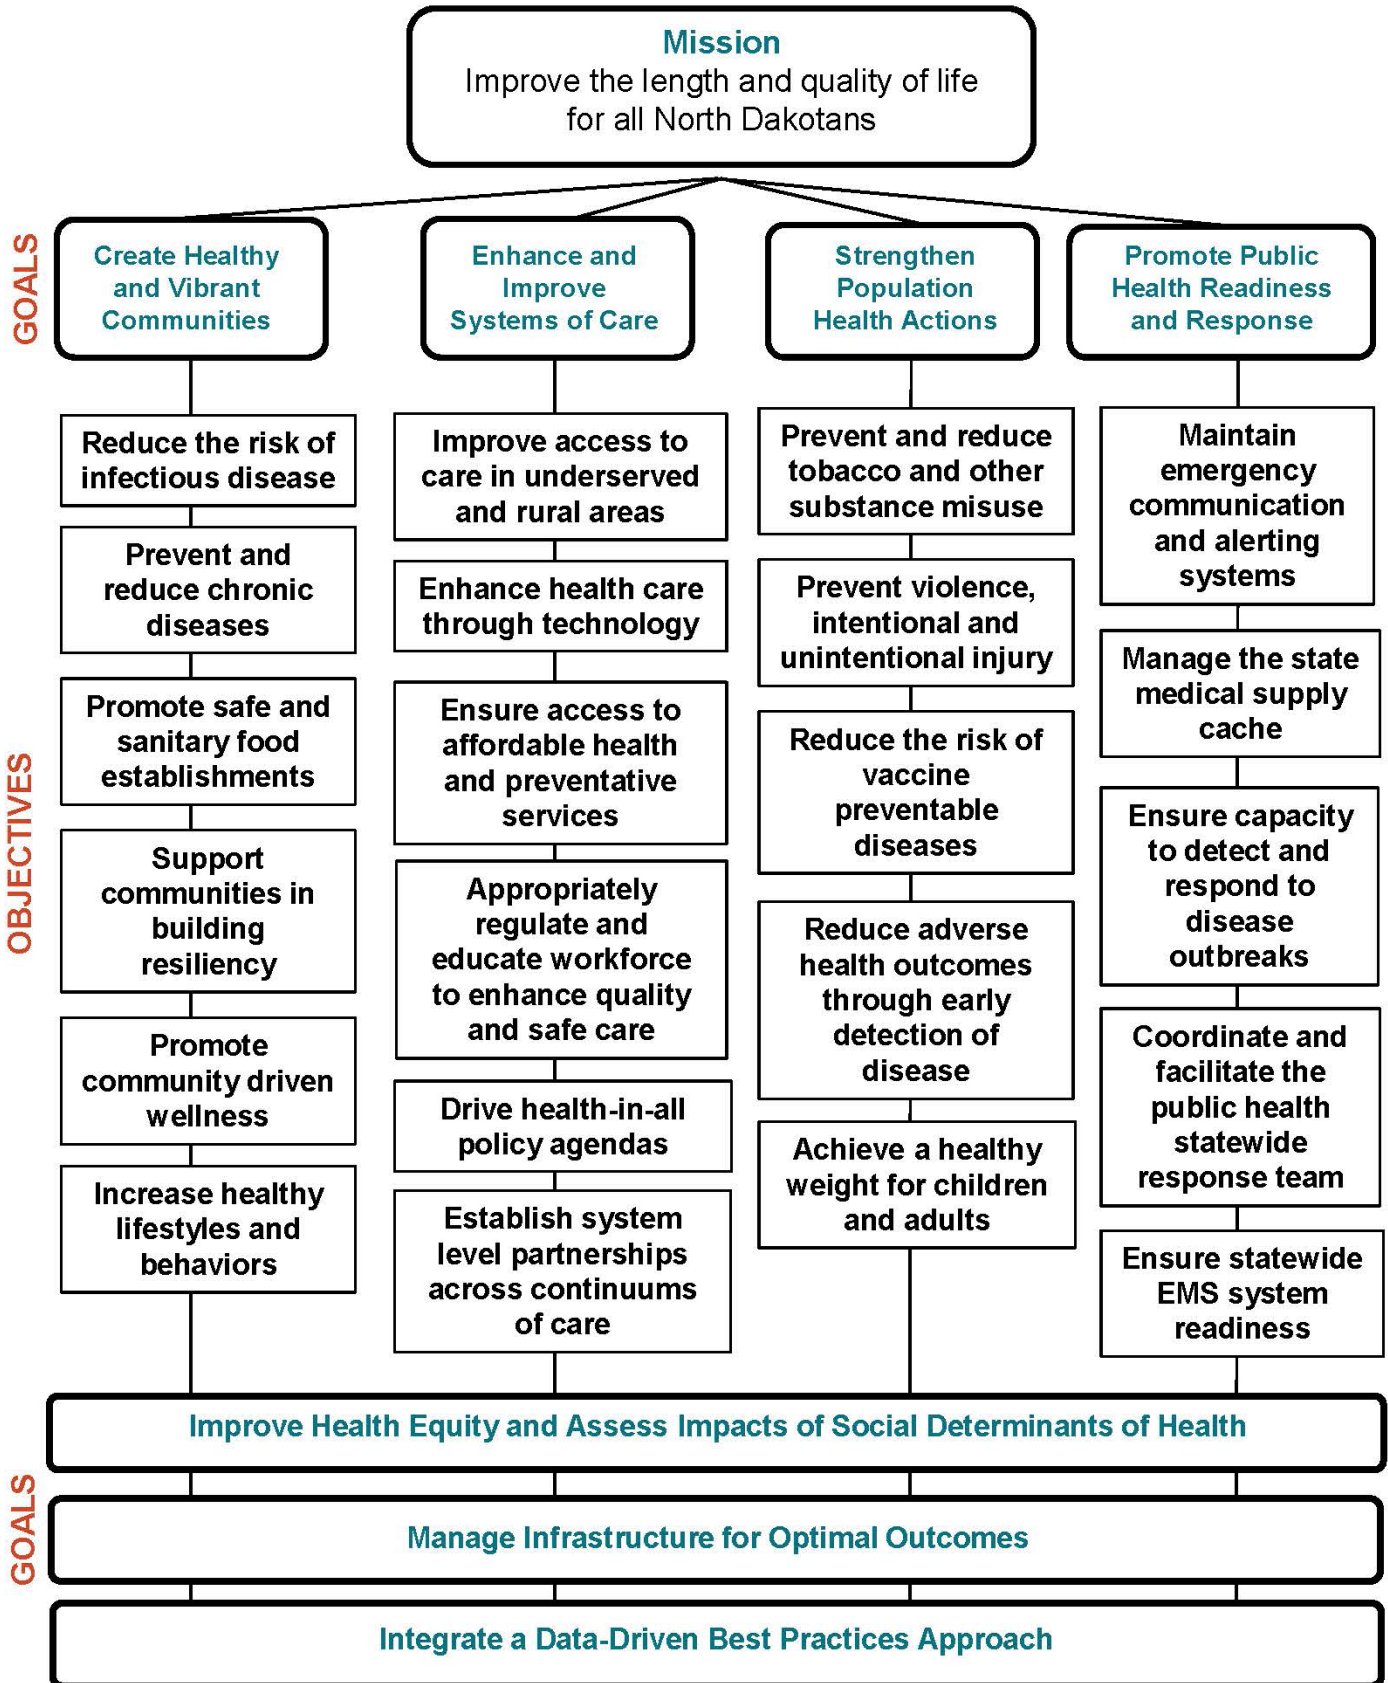 Mission
Improve the length and quality of life
for all North Dakotans
GOALS
Create Healthy
and Vibrant
Communities
Enhance and
Improve
Systems of Care
Strengthen
Population
Health Actions
Promote Public
Health Readiness
and Response
OBJECTIVES
Reduce the risk of
infectious disease
Prevent and
reduce chronic
diseases
Promote safe and
sanitary food
establishments
Support
communities in
building
resiliency
Promote
community driven
wellness
Increase healthy
lifestyles and
behaviors
Improve access to
care in underserved
and rural areas
Enhance health care
through technology
Ensure access to
affordable health
and preventative
services
Appropriately
regulate and
educate workforce
to enhance quality
and safe care
Drive health-in-all
policy agendas
Establish system
level partnerships
across continuums
of care
Prevent and reduce
tobacco and other
substance misuse
Prevent violence,
intentional and
unintentional injury
Reduce the risk of
vaccine
preventable
diseases
Reduce adverse
health outcomes
through early
detection of
disease
Achieve a healthy
weight for children
and adults
Maintain
emergency
communication
and alerting
systems
Manage the state
medical supply
cache
Ensure capacity
to detect and
respond to
disease
outbreaks
Coordinate and
facilitate the
public health
statewide
response team
Ensure statewide
EMS system
readiness
GOALS
Improve Health Equity and Assess Impacts of Social Determinants of Health
Manage Infrastructure for Optimal Outcomes
Integrate a Data-Driven Best Practices Approach